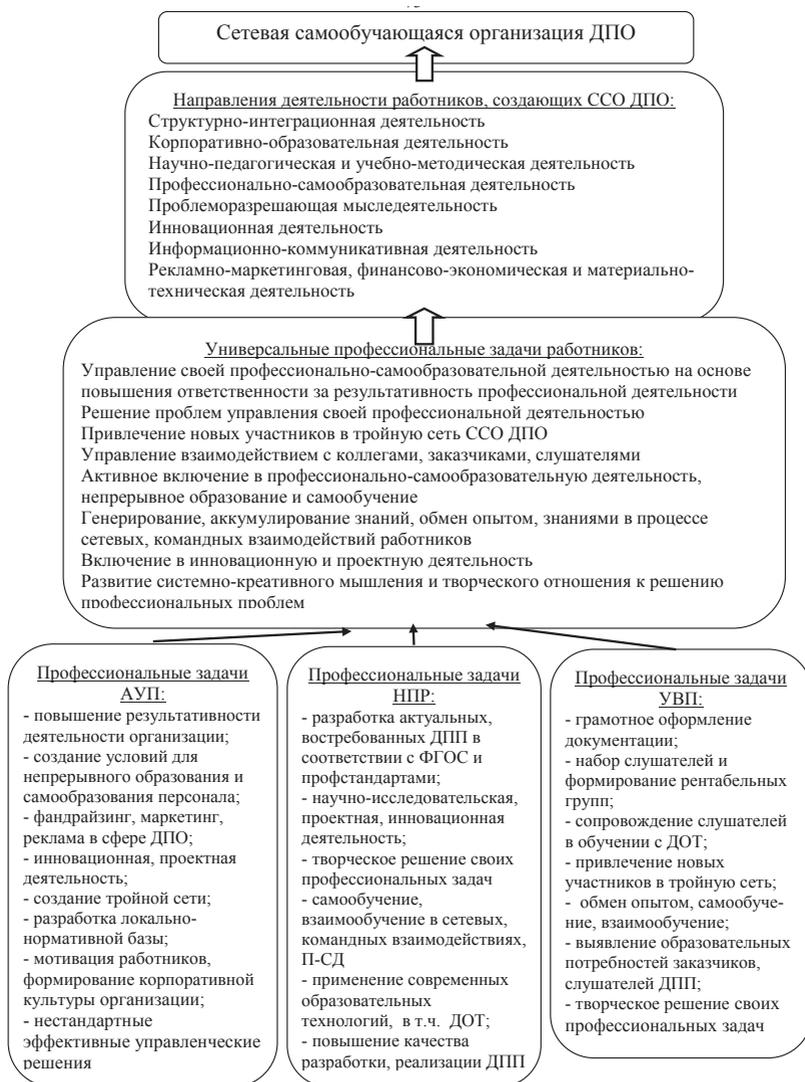 Сетевая самообучающаяся организация ДПО
Направления деятельности работников, создающих ССО ДПО:
Структурно-интеграционная деятельность
Корпоративно-образовательная деятельность
Научно-педагогическая и учебно-методическая деятельность
Профессионально-самообразовательная деятельность
Проблеморазрешающая мыследеятельность
Инновационная деятельность
Информационно-коммуникативная деятельность
Рекламно-маркетинговая, финансово-экономическая и материально-
техническая деятельность
Универсальные профессиональные задачи работников:
Управление своей профессионально-самообразовательной деятельностью на основе
повышения ответственности за результативность профессиональной деятельности
Решение проблем управления своей профессиональной деятельностью
Привлечение новых участников в тройную сеть ССО ДПО
Управление взаимодействием с коллегами, заказчиками, слушателями
Активное включение в профессионально-самообразовательную деятельность,
непрерывное образование и самообучение
Генерирование, аккумулирование знаний, обмен опытом, знаниями в процессе
сетевых, командных взаимодействий работников
Включение в инновационную и проектную деятельность
Развитие системно-креативного мышления и творческого отношения к решению
профессиональных проблем
Профессиональные задачи
АУП:
- повышение результативности
деятельности организации;
- создание условий для
непрерывного образования и
самообразования персонала;
- фандрайзинг, маркетинг,
реклама в сфере ДПО;
- инновационная, проектная
деятельность;
- создание тройной сети;
- разработка локально-
нормативной базы;
- мотивация работников,
формирование корпоративной
культуры организации;
- нестандартные
эффективные управленческие
решения
Профессиональные задачи
НПР:
- разработка актуальных,
востребованных ДПП в
соответствии с ФГОС и
профстандартами;
- научно-исследовательская,
проектная, инновационная
деятельность;
- творческое решение своих
профессиональных задач
- самообучение,
взаимообучение в сетевых,
командных взаимодействиях,
П-СД
- применение современных
образовательных
технологий, в т.ч. ДОТ;
- повышение качества
разработки, реализации ДПП
Профессиональные задачи
УВП:
- грамотное оформление
документации;
- набор слушателей и
формирование рентабельных
групп;
- сопровождение слушателей
в обучении с ДОТ;
- привлечение новых
участников в тройную сеть;
- обмен опытом, самообуче-
ние, взаимообучение;
- выявление образовательных
потребностей заказчиков,
слушателей ДПП;
- творческое решение своих
профессиональных задач